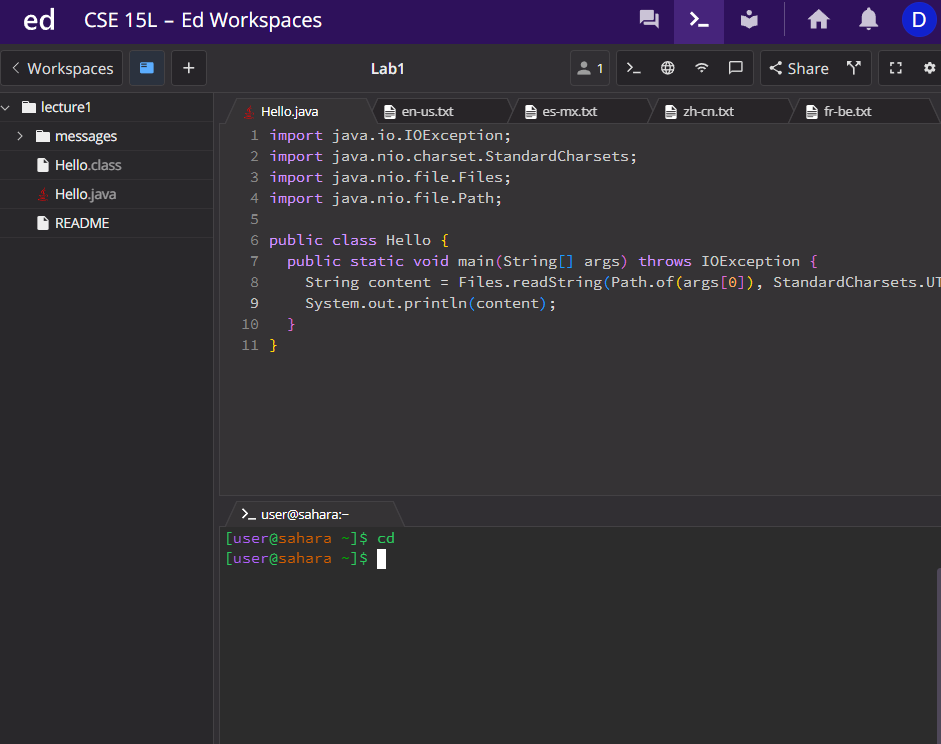 ed CSE 15L – Ed Workspaces D
Workspaces + Lab1 1 Share
lecture1
messages
Hello.class
Hello.java
README
Hello.java en-us.txt es-mx.txt zh-cn.txt fr-be.txt
1 import java.io.IOException;
2 import java.nio.charset.StandardCharsets;
3 import java.nio.file.Files;
4 import java.nio.file.Path;
5
6 public class Hello {
7 public static void main(String[] args) throws IOException {
8 String content = Files.readString(Path.of(args[0]), StandardCharsets.UT
9 System.out.println(content);
10 }
11 }
>_ user@sahara:~
[user@sahara ~]$ cd
[user@sahara ~]$